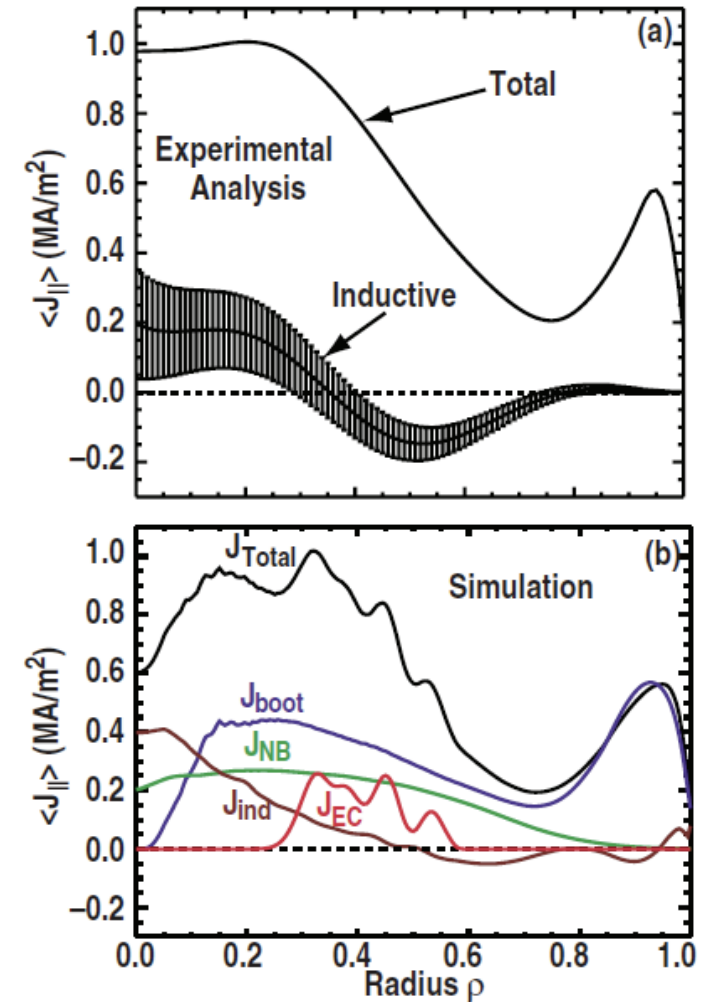 (a)
1.0
0.8
0.6
0.4
0.2
0.0
−0.2
<J||> (MA/m2)
Total
Experimental
Analysis
Inductive
(b)
1.0
0.8
0.6
0.4
0.2
0.0
−0.2
<J||> (MA/m2)
JTotal
Simulation
Jboot
JNB
Jind
JEC
0.0 0.2 0.4 0.6 0.8 1.0
Radius ρ